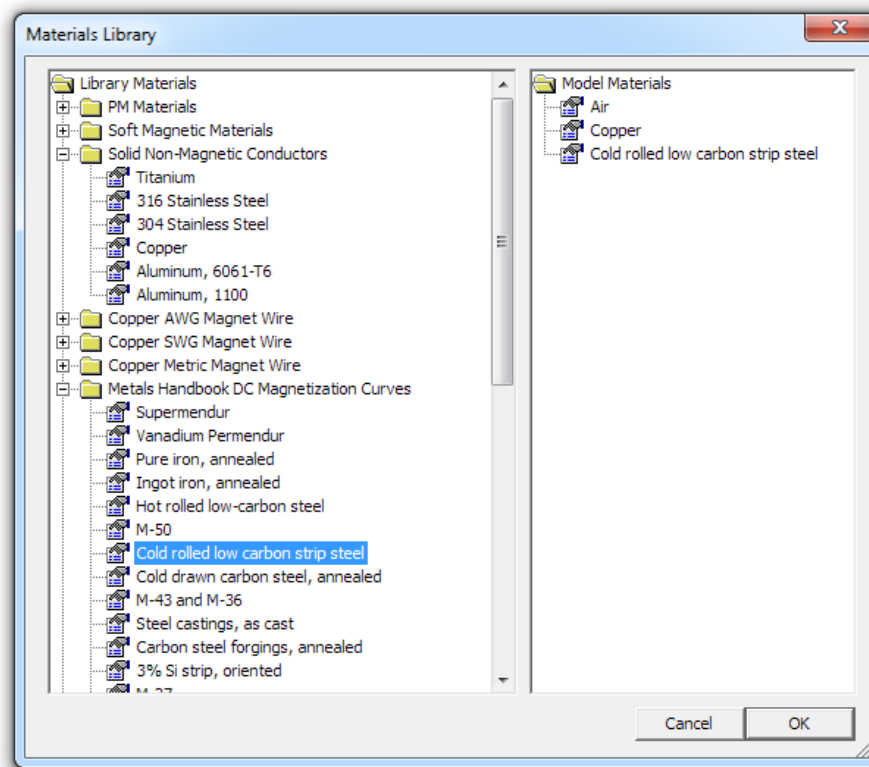 Materials Library
Library Materials
PM Materials
Soft Magnetic Materials
Solid Non-Magnetic Conductors
Titanium
316 Stainless Steel
304 Stainless Steel
Copper
Aluminum, 6061-T6
Aluminum, 1100
Copper AWG Magnet Wire
Copper SWG Magnet Wire
Copper Metric Magnet Wire
Metals Handbook DC Magnetization Curves
Supermendur
Vanadium Permendur
Pure iron, annealed
Ingot iron, annealed
Hot rolled low-carbon steel
M-50
Cold rolled low carbon strip steel
Cold drawn carbon steel, annealed
M-43 and M-36
Steel castings, as cast
Carbon steel forgings, annealed
3% Si strip, oriented
Model Materials
Air
Copper
Cold rolled low carbon strip steel
Cancel
OK